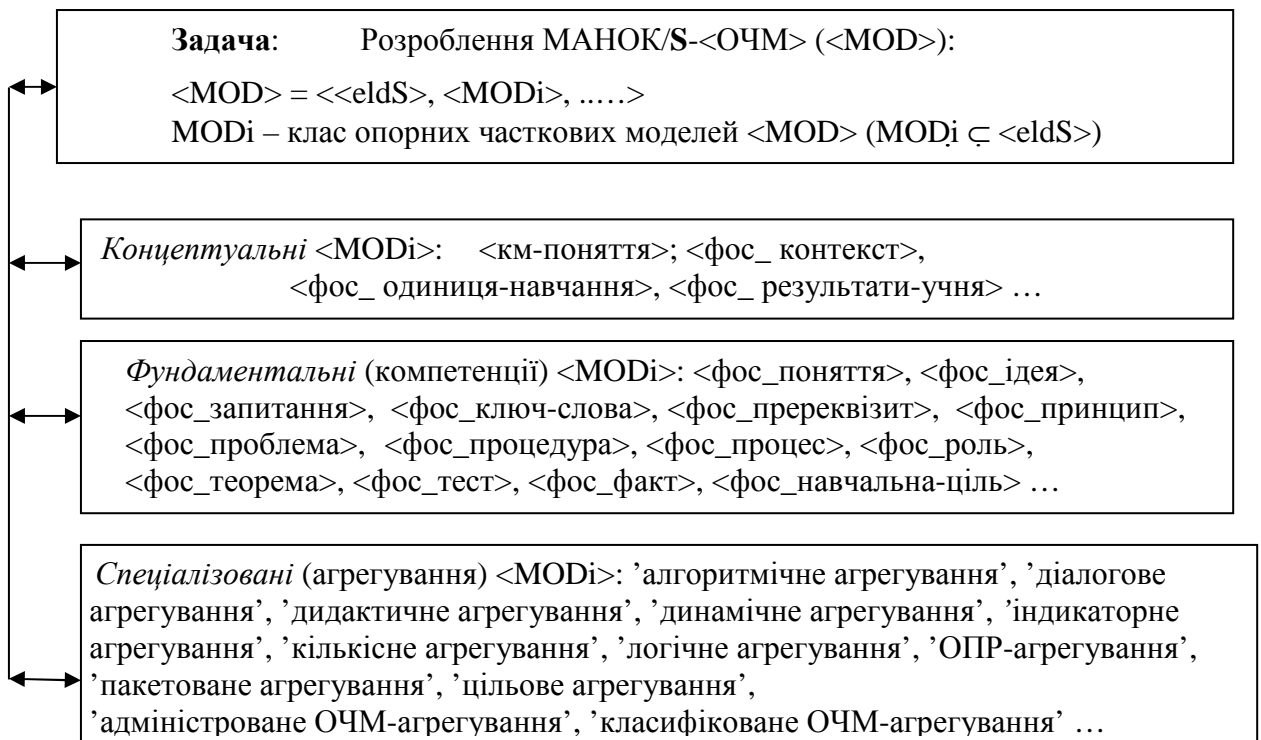 Задача: Розроблення МАНОК/S-<ОЧМ> (<MOD>):
<MOD> = <<eldS>, <MODi>, ..…>
MODi – клас опорних часткових моделей <MOD> (MODi ⊂ <eldS>)
Концептуальні <MODi>: <км-поняття>; <фос_ контекст>,
<фос_ одиниця-навчання>, <фос_ результати-учня> …
Фундаментальні (компетенції) <MODi>: <фос_поняття>, <фос_ідея>,
<фос_запитання>, <фос_ключ-слова>, <фос_пререквізит>, <фос_принцип>,
<фос_проблема>, <фос_процедура>, <фос_процес>, <фос_роль>,
<фос_теорема>, <фос_тест>, <фос_факт>, <фос_навчальна-ціль> …
Спеціалізовані (агрегування) <MODi>: ’алгоритмічне агрегування’, ’діалогове
агрегування’, ’дидактичне агрегування’, ’динамічне агрегування’, ’індикаторне
агрегування’, ’кількісне агрегування’, ’логічне агрегування’, ’ОПР-агрегування’,
’пакетоване агрегування’, ’цільове агрегування’,
’адміністроване ОЧМ-агрегування’, ’класифіковане ОЧМ-агрегування’ …